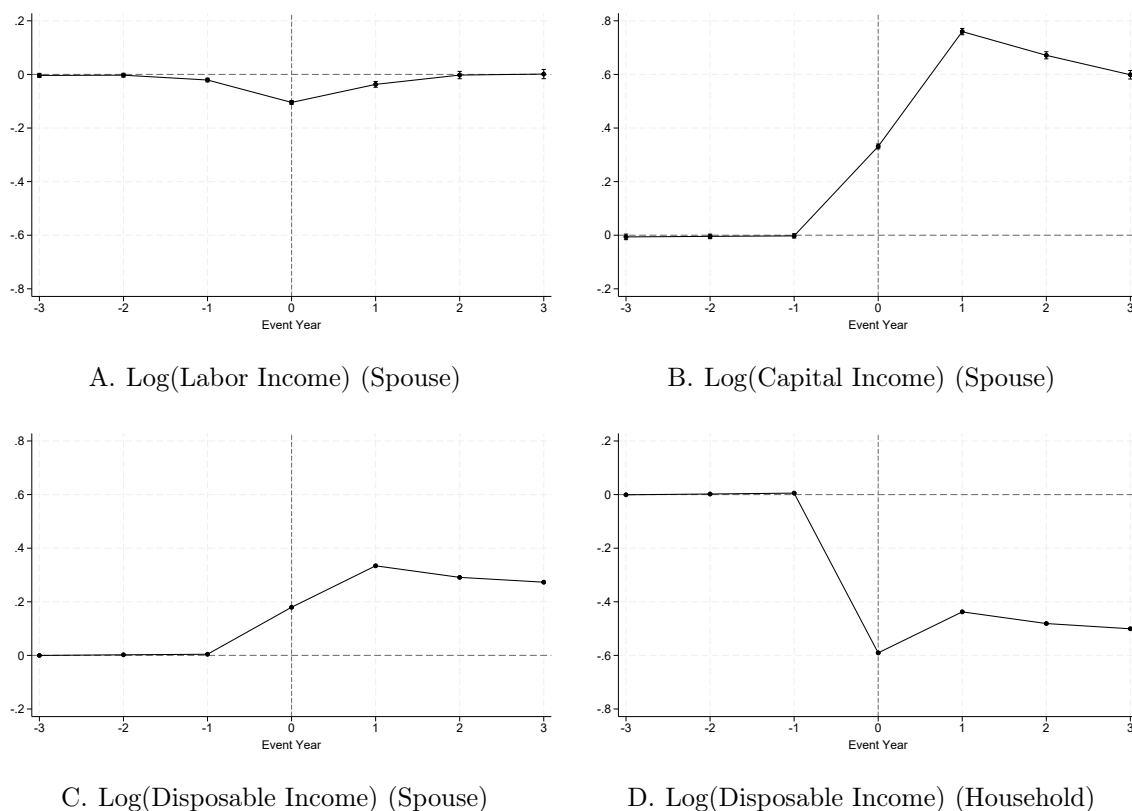 .2
0
-.2
-.4
-.6
-.8
-3 -2 -1 0 1 2 3
Event Year
A. Log(Labor Income) (Spouse)
.8
.6
.4
.2
0
-.2
-3 -2 -1 0 1 2 3
Event Year
B. Log(Capital Income) (Spouse)
.8
.6
.4
.2
0
-.2
-3 -2 -1 0 1 2 3
Event Year
C. Log(Disposable Income) (Spouse)
.2
0
-.2
-.4
-.6
-.8
-3 -2 -1 0 1 2 3
Event Year
D. Log(Disposable Income) (Household)